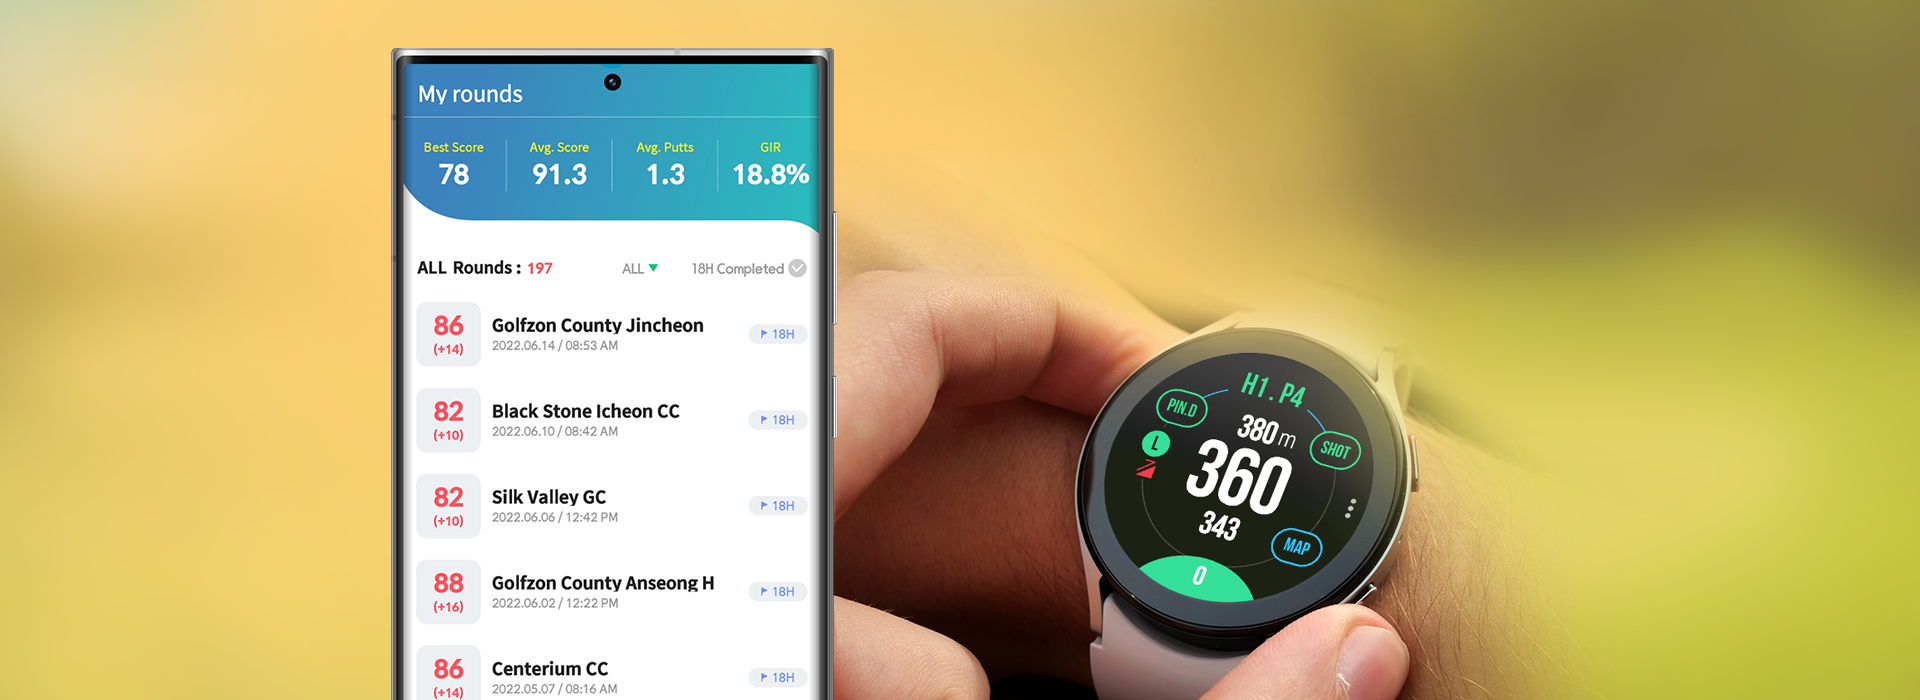 My rounds
Best Score Avg. Score Avg. Putts GIR
78 91.3 1.3 18.8%
ALL Rounds : 197 ALL 18H Completed
86 Golfzon County Jincheon
(+14) 2022.06.14 / 08:53 AM 18H
82 Black Stone Icheon CC
(+10) 2022.06.10 / 08:42 AM 18H
82 Silk Valley GC
(+10) 2022.06.06 / 12:42 PM 18H
88 Golfzon County Anseong H
(+16) 2022.06.02 / 12:22 PM 18H
86 Centerium CC
(+14) 2022.05.07 / 08:16 AM 18H
H1 . P4
PIN.D
380 m
SHOT
L
360
343
MAP
0